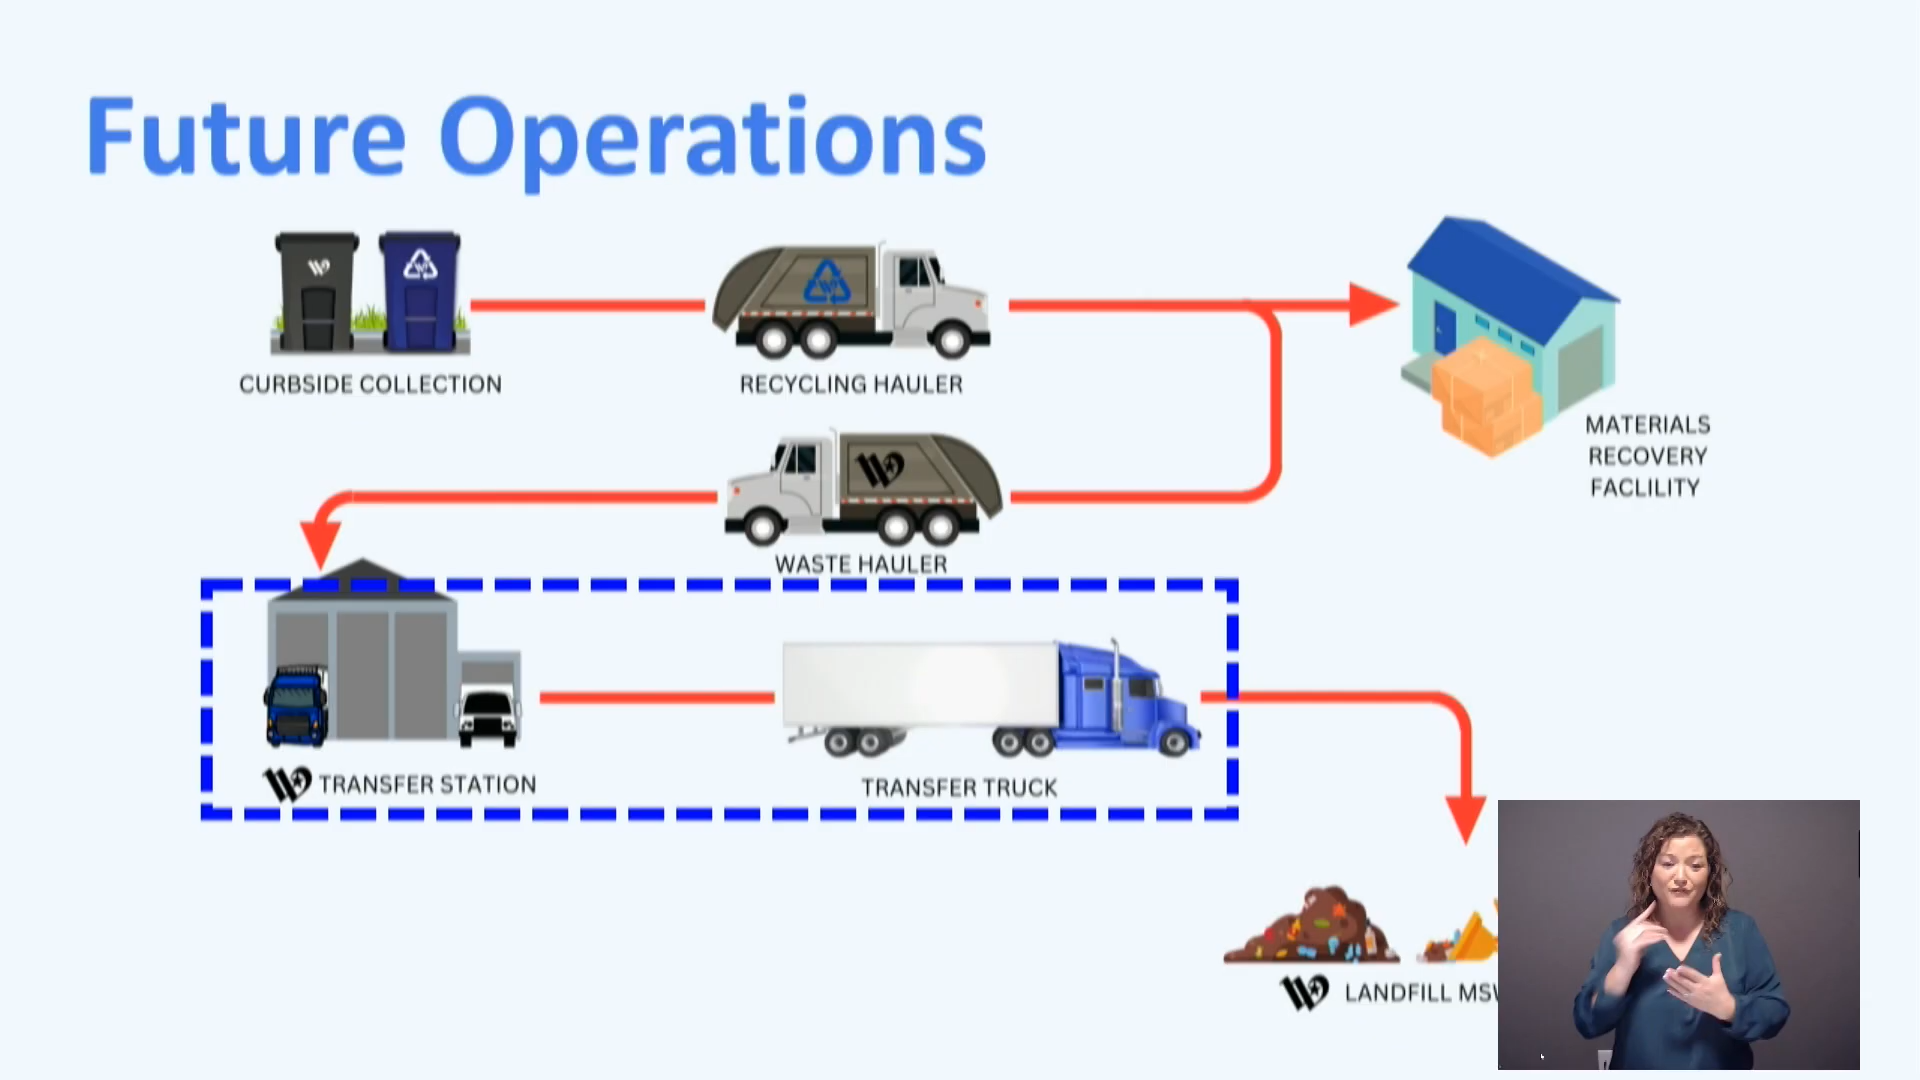 Future Operations
CURBSIDE COLLECTION
RECYCLING HAULER
MATERIALS
RECOVERY
FACLILITY
WASTE HAULER
TRANSFER STATION
TRANSFER TRUCK
LANDFILL